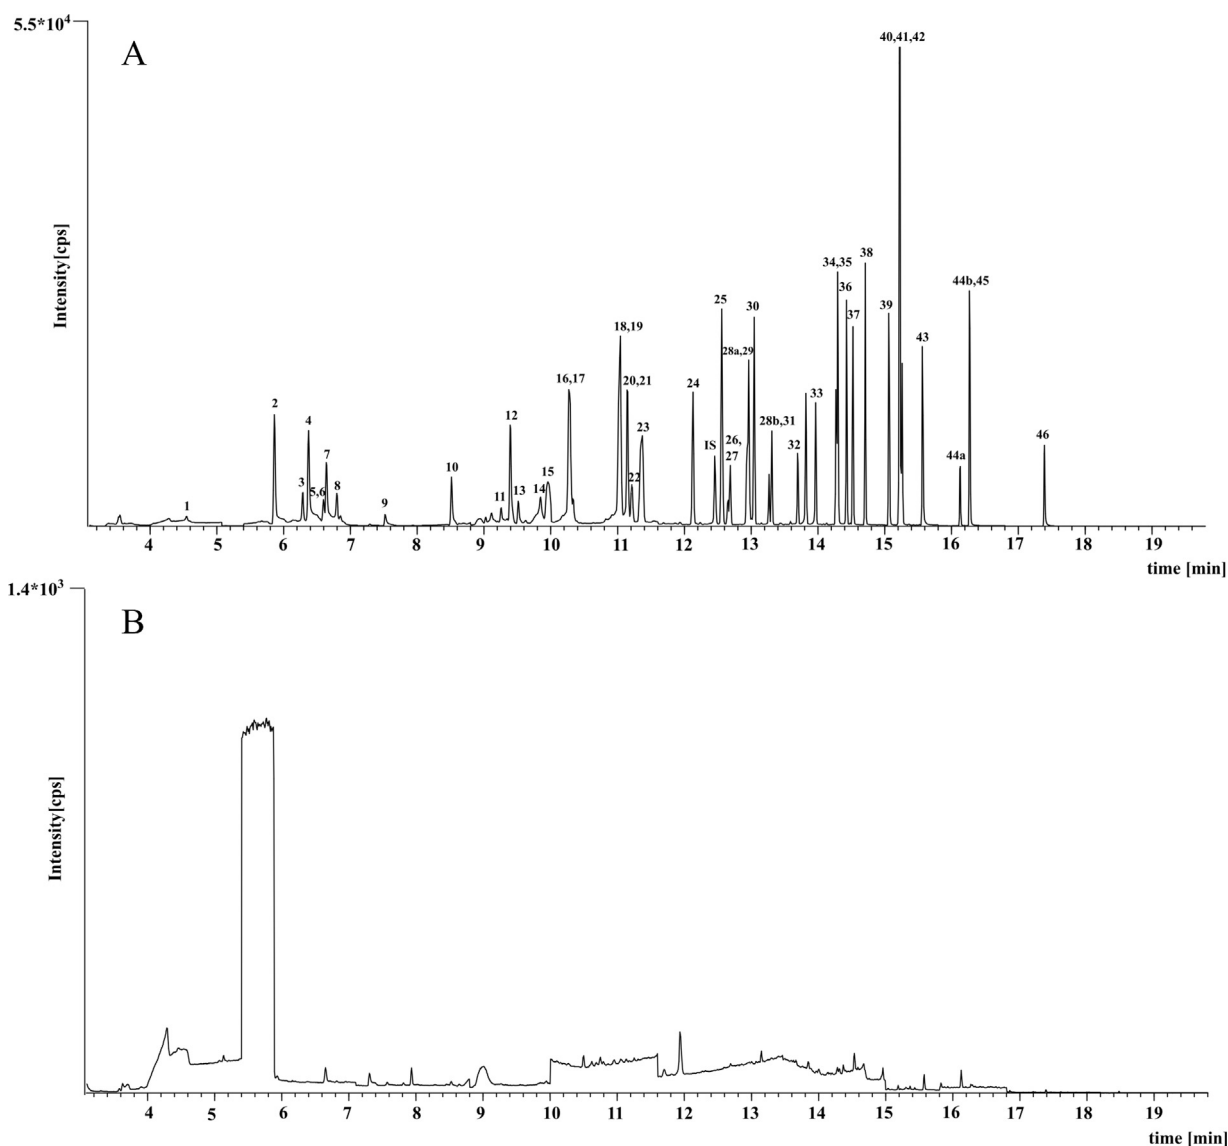 5.5*10⁴
A
Intensity[cps]
40,41,42
38
34,35
36
37
39
44b,45
43
44a
46
25
30
28a,29
18,19
16,17
20,21
23
22
24
IS
26,
27
28b,31
32
33
2
4
3
5,6
7
8
9
10
11
12
13
14
15
1
4 5 6 7 8 9 10 11 12 13 14 15 16 17 18 19
time [min]
1.4*10³
B
Intensity[cps]
4 5 6 7 8 9 10 11 12 13 14 15 16 17 18 19
time [min]